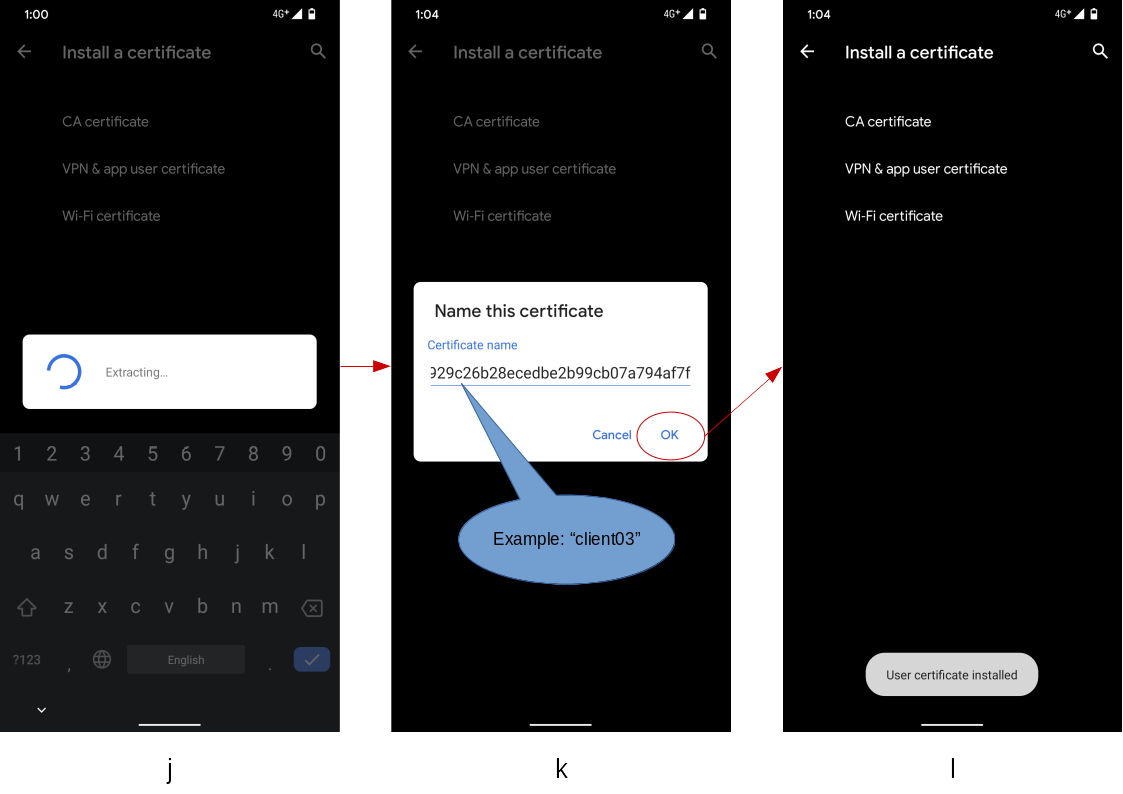 1:00
4G+
Install a certificate
CA certificate
VPN & app user certificate
Wi-Fi certificate
Extracting...
1 2 3 4 5 6 7 8 9 0
q w e r t y u i o p
a s d f g h j k l
z x c v b n m
?123 , English .
j
1:04
4G+
Install a certificate
CA certificate
VPN & app user certificate
Wi-Fi certificate
Name this certificate
Certificate name
929c26b28ecedbe2b99cb07a794af7f
Cancel OK
Example: “client03”
k
1:04
4G+
Install a certificate
CA certificate
VPN & app user certificate
Wi-Fi certificate
User certificate installed
l